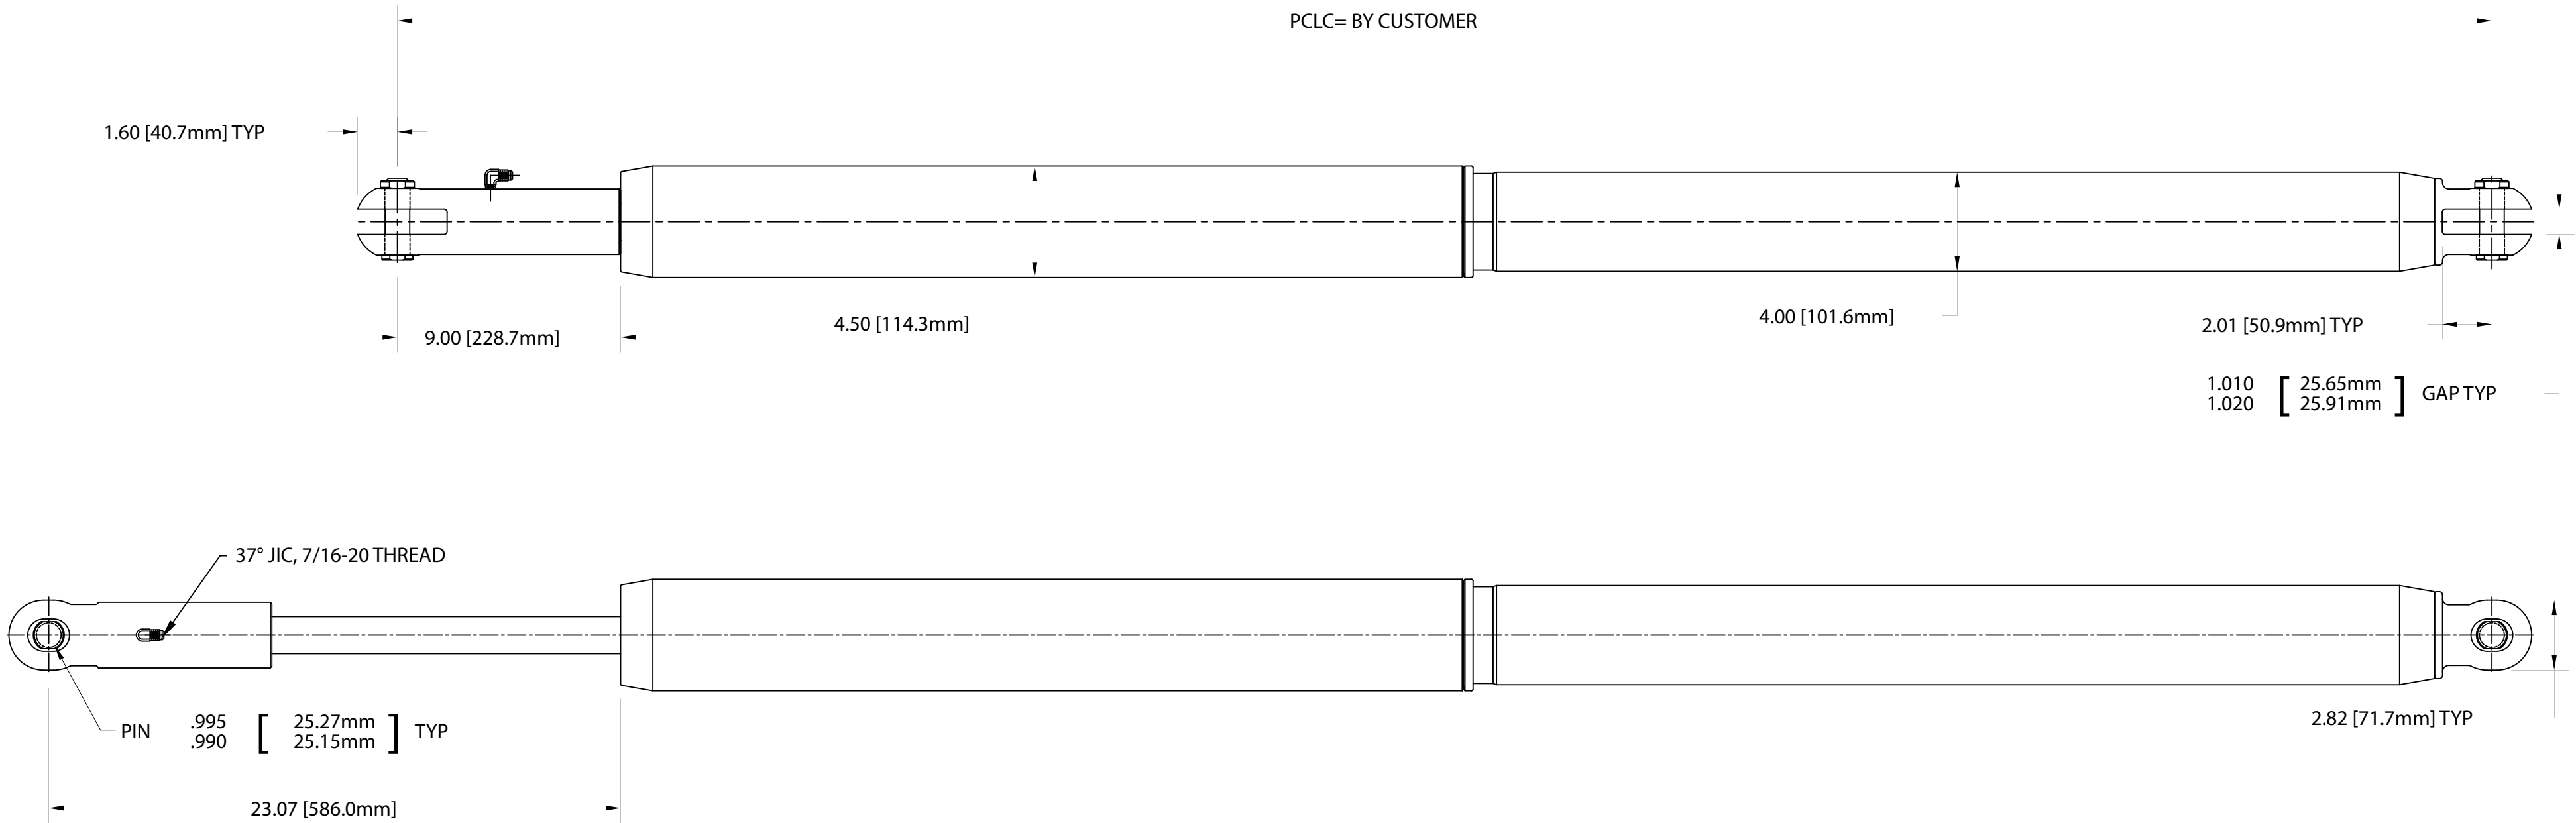 PCLC= BY CUSTOMER
1.60 [40.7mm] TYP
9.00 [228.7mm]
4.50 [114.3mm]
4.00 [101.6mm]
2.01 [50.9mm] TYP
1.010 [ 25.65mm ] GAP TYP
1.020 25.91mm
37° JIC, 7/16-20 THREAD
PIN .995 [ 25.27mm ] TYP
.990 25.15mm
2.82 [71.7mm] TYP
23.07 [586.0mm]